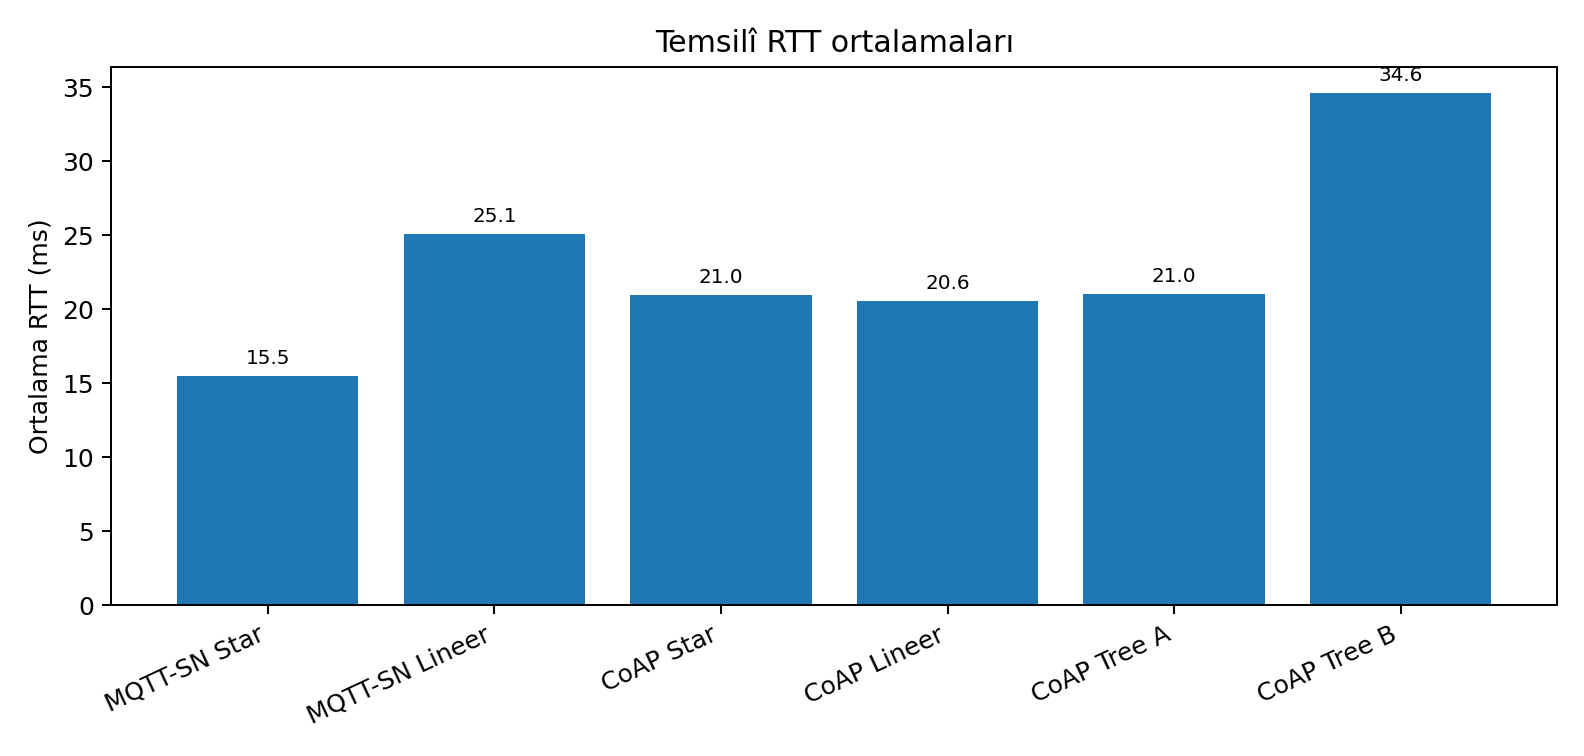 Temsilî RTT ortalamaları
Ortalama RTT (ms)
35
30
25
20
15
10
5
0
15.5
25.1
21.0
20.6
21.0
34.6
MQTT-SN Star
MQTT-SN Lineer
CoAP Star
CoAP Lineer
CoAP Tree A
CoAP Tree B